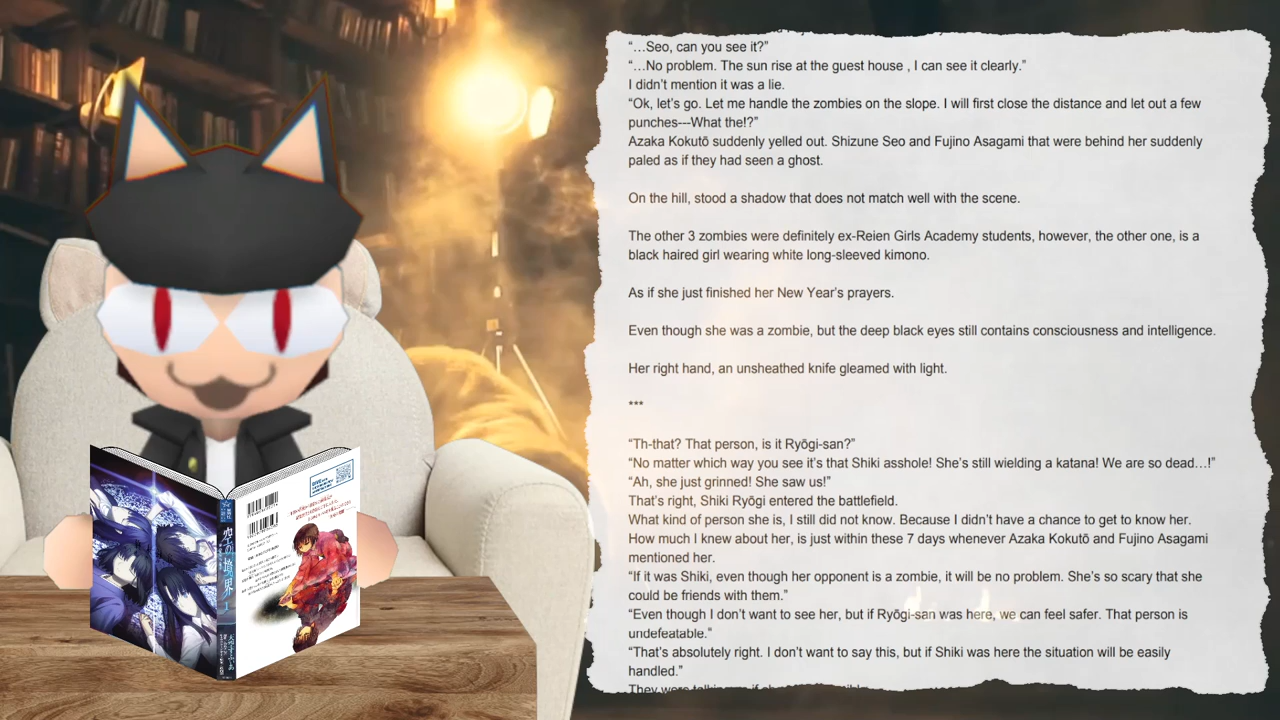 “…Seo, can you see it?”
“…No problem. The sun rise at the guest house , I can see it clearly.”
I didn’t mention it was a lie.
“Ok, let’s go. Let me handle the zombies on the slope. I will first close the distance and let out a few
punches---What the!?”
Azaka Kokutō suddenly yelled out. Shizune Seo and Fujino Asagami that were behind her suddenly
paled as if they had seen a ghost.
On the hill, stood a shadow that does not match well with the scene.
The other 3 zombies were definitely ex-Reien Girls Academy students, however, the other one, is a
black haired girl wearing white long-sleeved kimono.
As if she just finished her New Year’s prayers.
Even though she was a zombie, but the deep black eyes still contains consciousness and intelligence.
Her right hand, an unsheathed knife gleamed with light.
***
“Th-that? That person, is it Ryōgi-san?”
“No matter which way you see it’s that Shiki asshole! She’s still wielding a katana! We are so dead…!”
“Ah, she just grinned! She saw us!”
That’s right, Shiki Ryōgi entered the battlefield.
What kind of person she is, I still did not know. Because I didn’t have a chance to get to know her.
How much I knew about her, is just within these 7 days whenever Azaka Kokutō and Fujino Asagami
mentioned her.
“If it was Shiki, even though her opponent is a zombie, it will be no problem. She’s so scary that she
could be friends with them.”
“Even though I don’t want to see her, but if Ryōgi-san was here, we can feel safer. That person is
undefeatable.”
“That’s absolutely right. I don’t want to say this, but if Shiki was here the situation will be easily
handled.”
空の境界
1